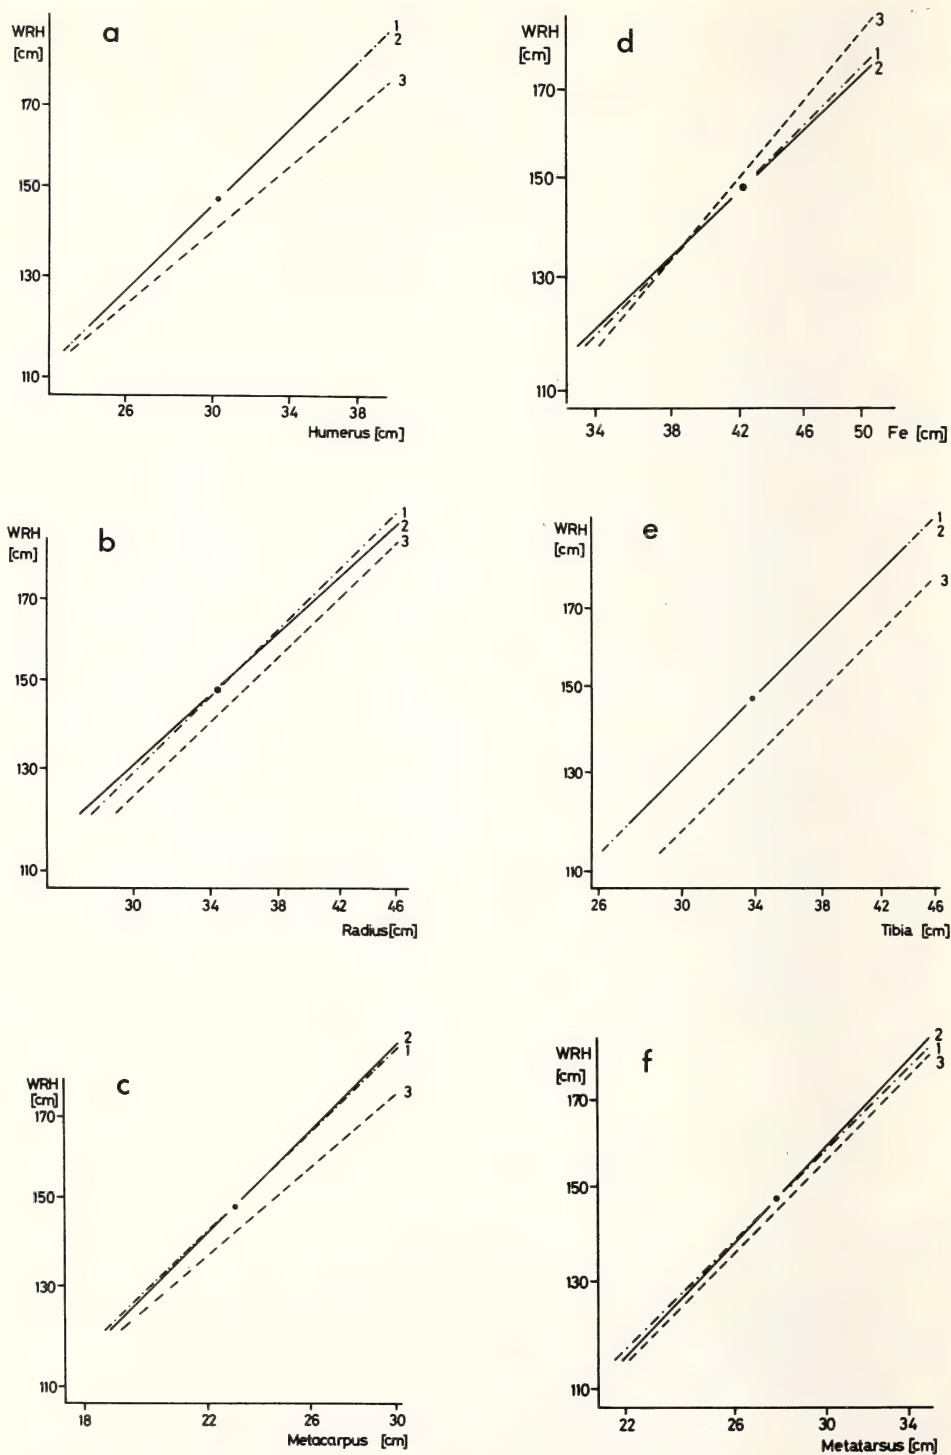 WRH
[cm]
a
1
2
3
170
150
130
110
26 30 34 38
Humerus [cm]
WRH
[cm]
d
3
1
2
170
150
130
110
34 38 42 46 50 Fe [cm]
WRH
[cm]
b
1
2
3
170
150
130
110
30 34 38 42 46
Radius [cm]
WRH
[cm]
e
1
2
3
170
150
130
110
26 30 34 38 42 46
Tibia [cm]
WRH
[cm]
c
2
1
3
170
150
130
110
18 22 26 30
Metacarpus [cm]
WRH
[cm]
f
2
1
3
170
150
130
110
22 26 30 34
Metatarsus [cm]